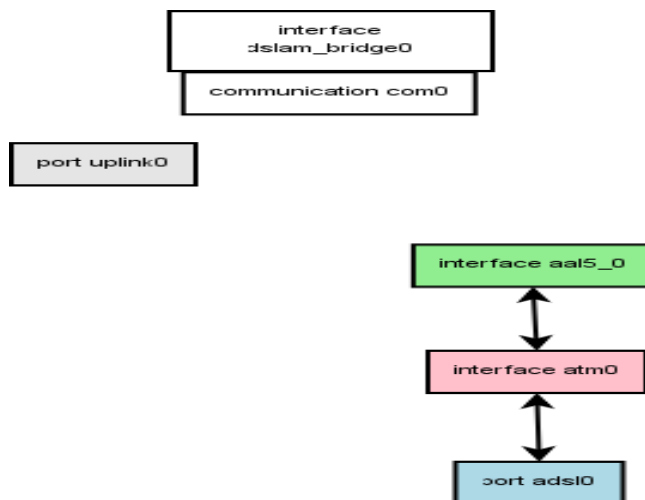 interface
dslam_bridge0
communication com0
port uplink0
interface aal5_0
interface atm0
port adsl0